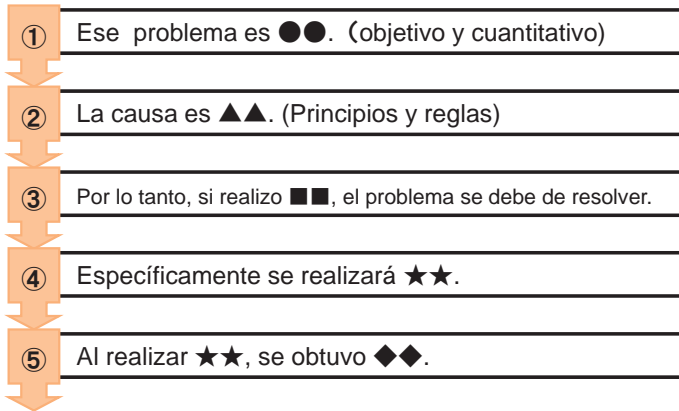 ① Ese problema es ●●. (objetivo y cuantitativo)
② La causa es ▲▲. (Principios y reglas)
③ Por lo tanto, si realizo ■■, el problema se debe de resolver.
④ Específicamente se realizará ★★.
⑤ Al realizar ★★, se obtuvo ◆◆.